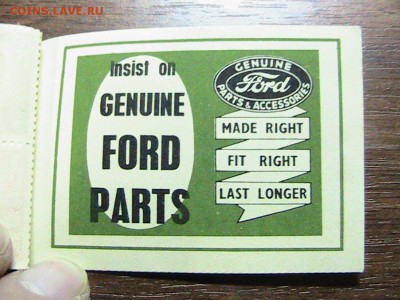 COINS.LAVE.RU
Insist on
GENUINE
FORD
PARTS
GENUINE
Ford
PARTS & ACCESSORIES
MADE RIGHT
FIT RIGHT
LAST LONGER